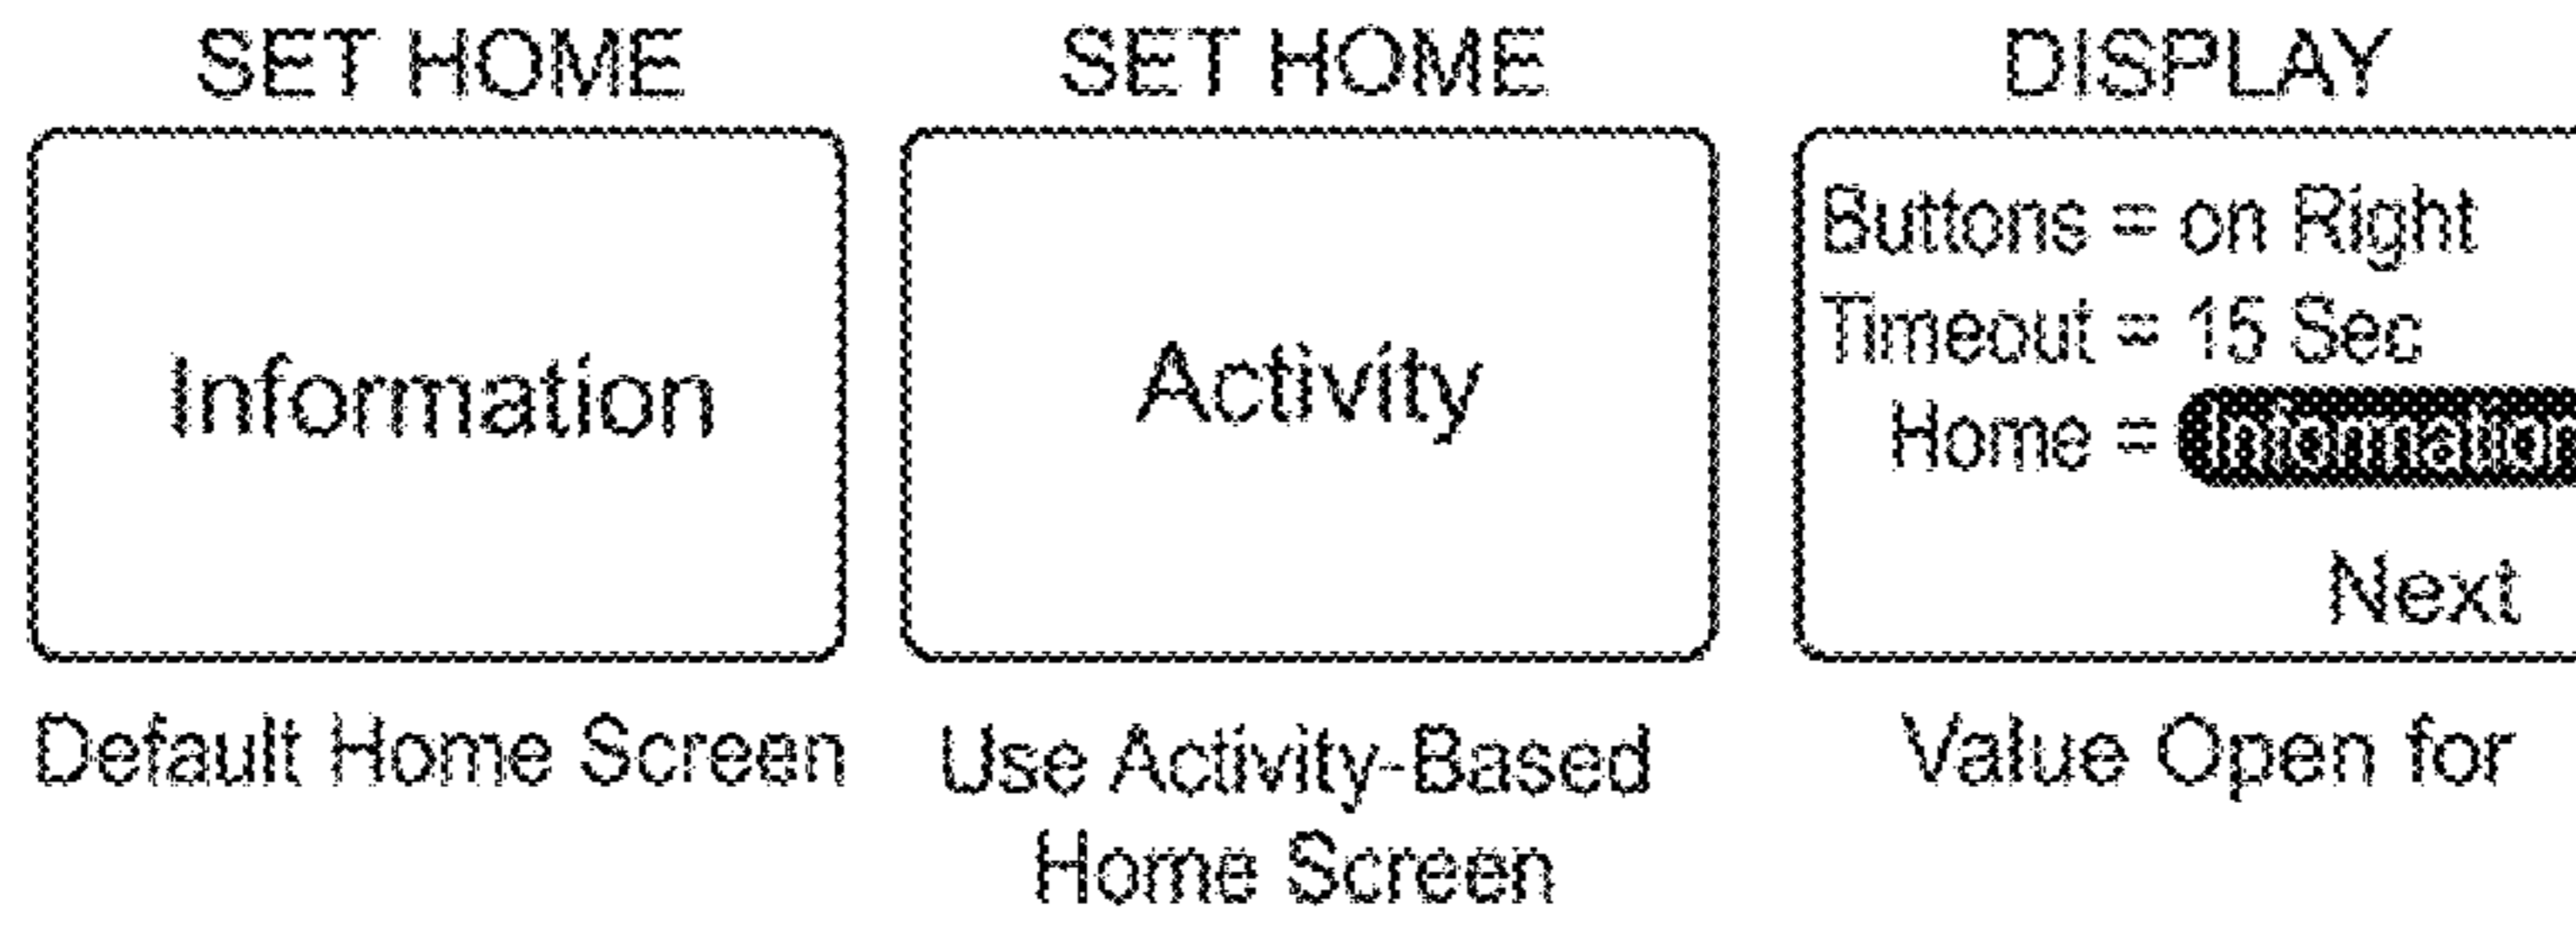 SET HOME
Information
Default Home Screen
SET HOME
Activity
Use Activity-Based
Home Screen
DISPLAY
Buttons = on Right
Timeout = 15 Sec
Home = Information
Next
Value Open for